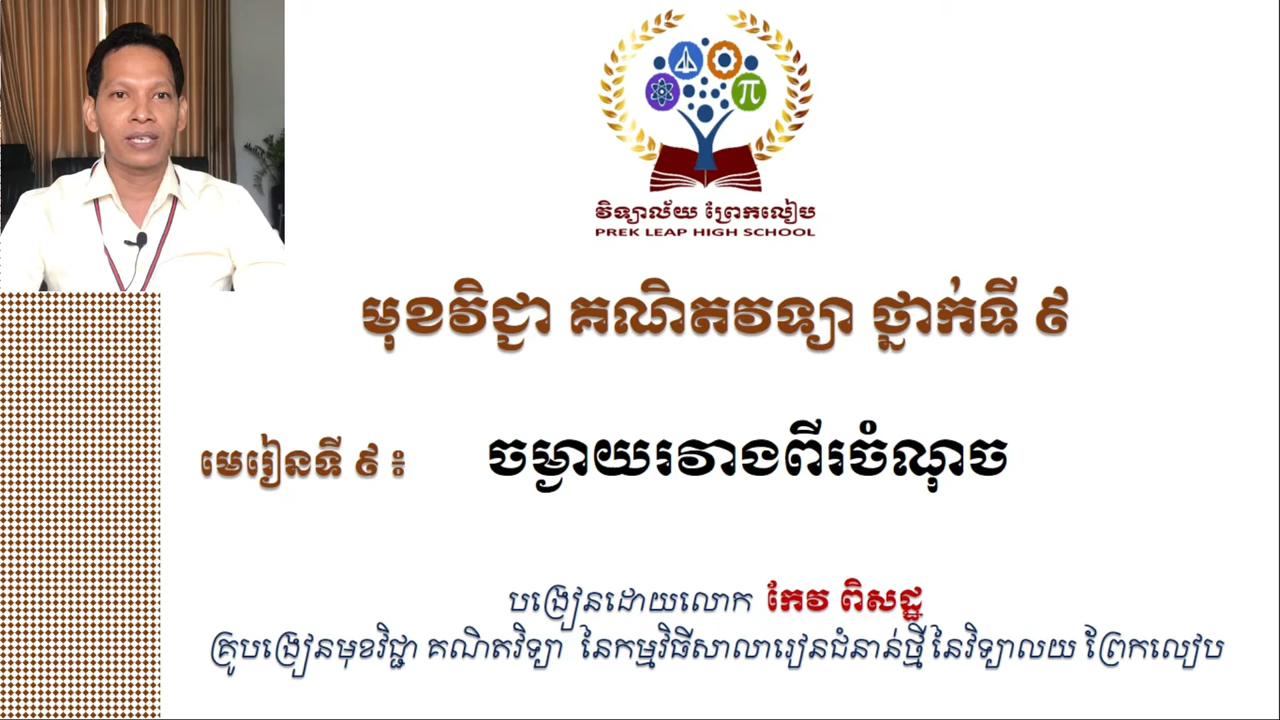 π
វិទ្យាល័យ ព្រែកលៀប
PREK LEAP HIGH SCHOOL
មុខវិជ្ជា គណិតវទ្យា ថ្នាក់ទី ៩
មេរៀនទី ៩ ៖ ចម្ងាយរវាងពីរចំណុច
បង្រៀនដោយលោក កែវ ពិសដ្ឋ
គ្រូបង្រៀនមុខវិជ្ជា គណិតវិទ្យា នៃកម្មវិធីសាលារៀនជំនាន់ថ្មី នៃវិទ្យាលយ ព្រែកលៀប